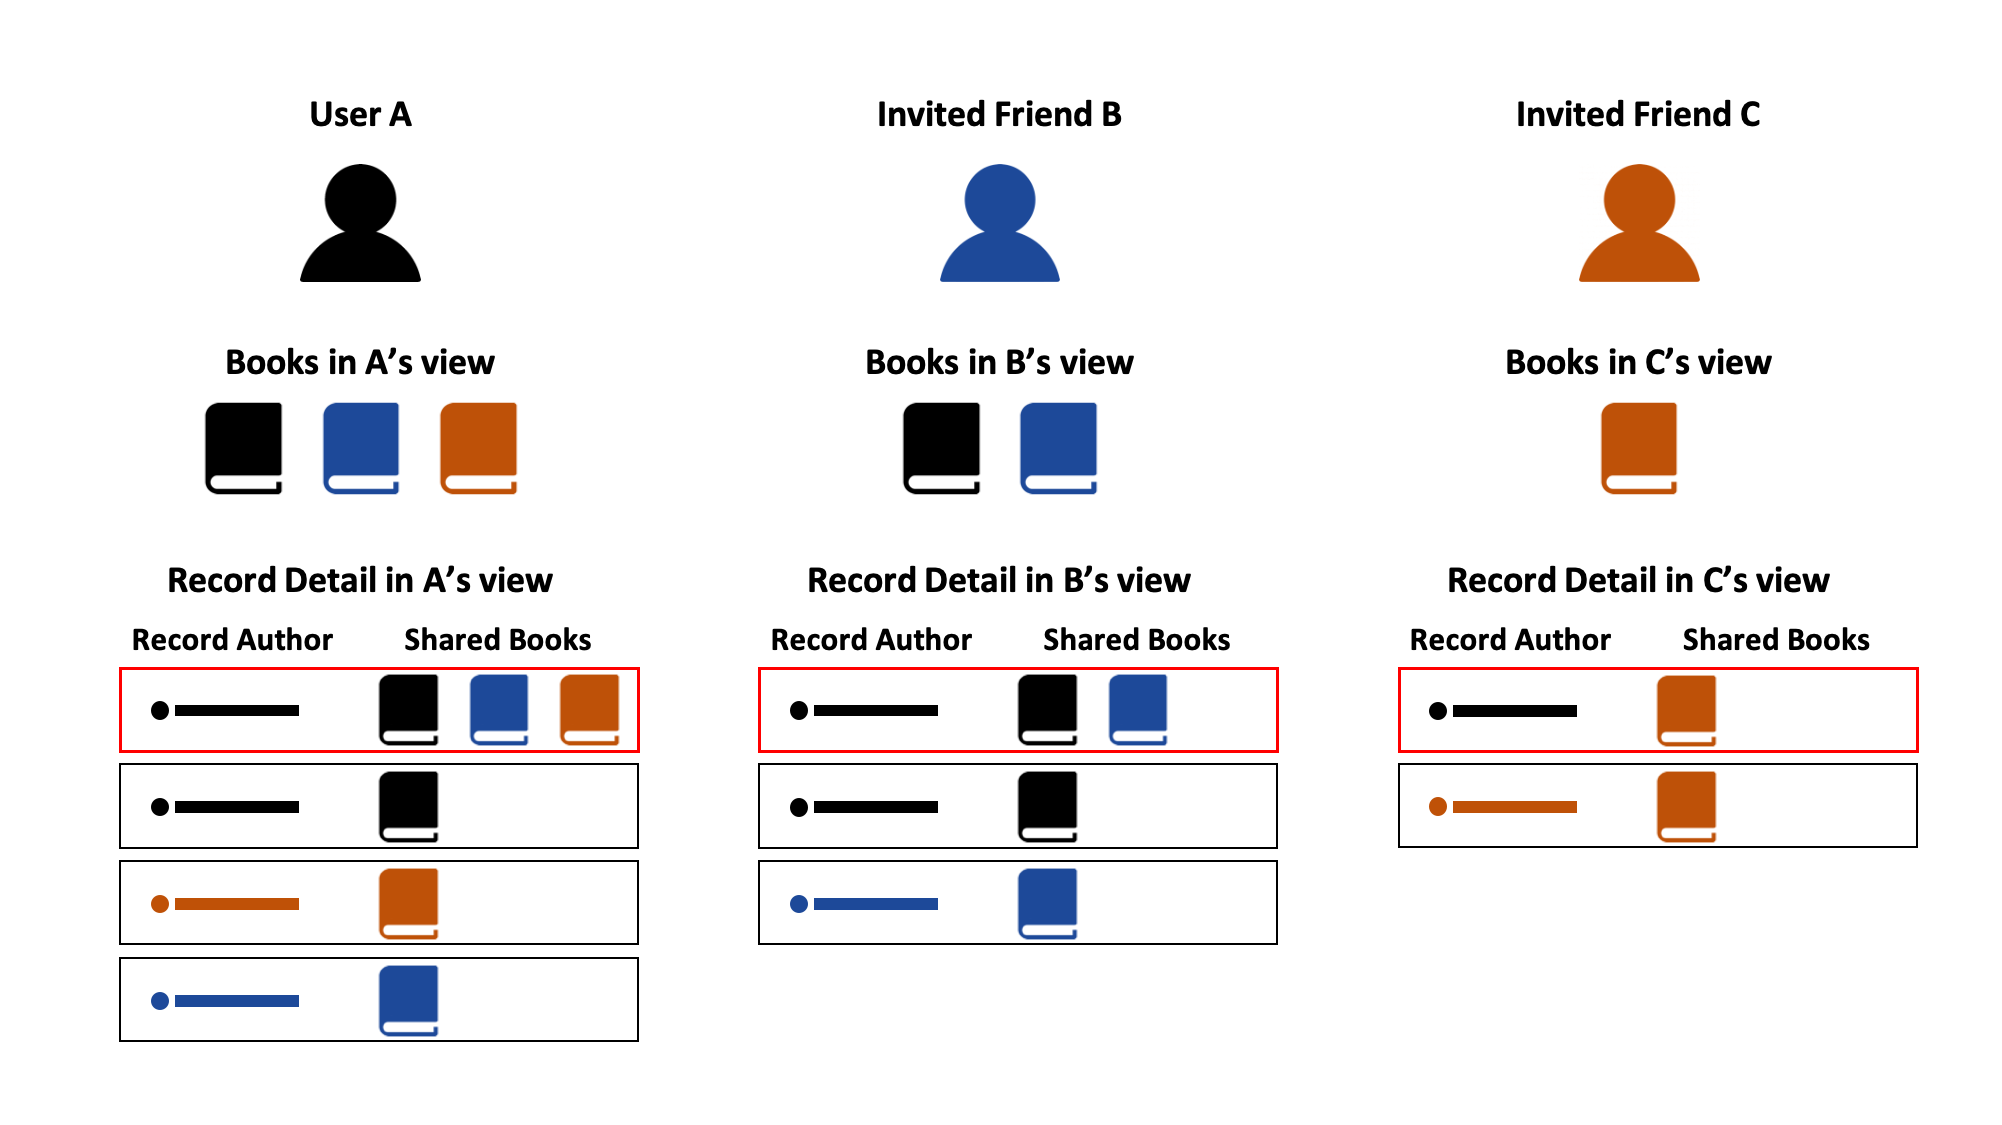 User A
Invited Friend B
Invited Friend C
Books in A’s view
Books in B’s view
Books in C’s view
Record Detail in A’s view
Record Detail in B’s view
Record Detail in C’s view
Record Author
Shared Books
Record Author
Shared Books
Record Author
Shared Books